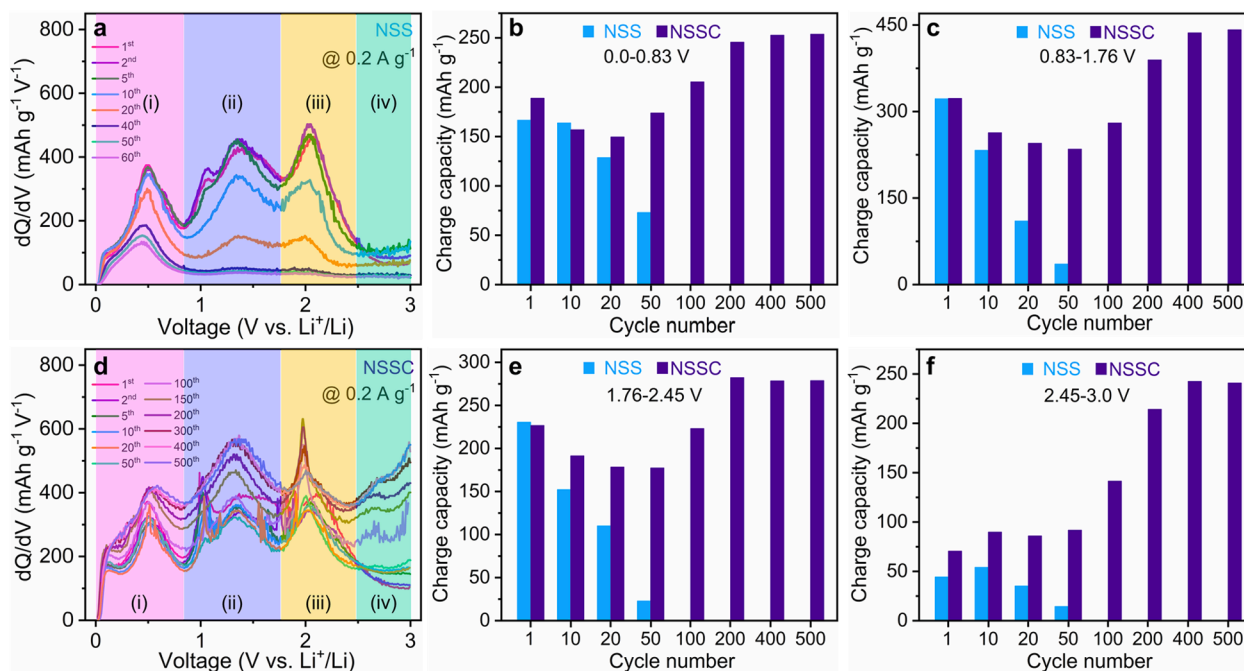 a
NSS
@ 0.2 A g⁻¹
1st
2nd
5th
10th
20th
40th
50th
60th
(i)
(ii)
(iii)
(iv)
800
600
400
200
0
dQ/dV (mAh g⁻¹ V⁻¹)
0 1 2 3
Voltage (V vs. Li⁺/Li)
b
NSS NSSC
0.0-0.83 V
250
200
150
100
50
0
Charge capacity (mAh g⁻¹)
1 10 20 50 100 200 400 500
Cycle number
c
NSS NSSC
0.83-1.76 V
450
300
150
0
Charge capacity (mAh g⁻¹)
1 10 20 50 100 200 400 500
Cycle number
d
NSSC
@ 0.2 A g⁻¹
1st 100th
2nd 150th
5th 200th
10th 300th
20th 400th
50th 500th
(i)
(ii)
(iii)
(iv)
800
600
400
200
0
dQ/dV (mAh g⁻¹ V⁻¹)
0 1 2 3
Voltage (V vs. Li⁺/Li)
e
NSS NSSC
1.76-2.45 V
300
250
200
150
100
50
0
Charge capacity (mAh g⁻¹)
1 10 20 50 100 200 400 500
Cycle number
f
NSS NSSC
2.45-3.0 V
250
200
150
100
50
0
Charge capacity (mAh g⁻¹)
1 10 20 50 100 200 400 500
Cycle number